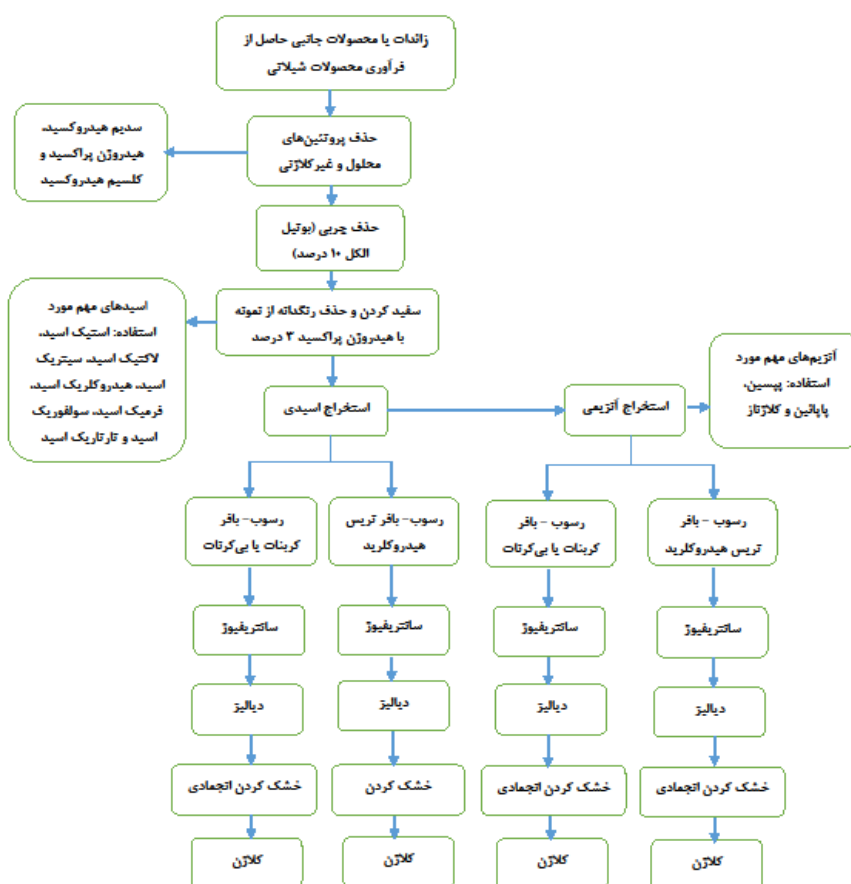 زائدات یا محصولات جانبی حاصل از
فرآوری محصولات شیلاتی
حذف پروتئین‌های
محلول و غیرکلاژنی
سدیم هیدروکسید،
هیدروژن پراکسید و
کلسیم هیدروکسید
حذف چربی (بوتیل
الکل ۱۰ درصد)
سفید کردن و حذف رنگدانه از نمونه
با هیدروژن پراکسید ۳ درصد
اسیدهای مهم مورد
استفاده: استیک اسید،
لاکتیک اسید، سیتریک
اسید، هیدروکلریک اسید،
فرمیک اسید، سولفوریک
اسید و تارتاریک اسید
استخراج اسیدی
استخراج آنزیمی
آنزیم‌های مهم مورد
استفاده: پپسین،
پاپائین و کلاژناز
رسوب – بافر
تریس هیدروکلرید
رسوب – بافر
کربنات یا بی‌کربنات
رسوب– بافر تریس
هیدروکلرید
رسوب– بافر
کربنات یا بی‌کربنات
سانتریفیوژ
سانتریفیوژ
سانتریفیوژ
سانتریفیوژ
دیالیز
دیالیز
دیالیز
دیالیز
خشک کردن انجمادی
خشک کردن انجمادی
خشک کردن
خشک کردن انجمادی
کلاژن
کلاژن
کلاژن
کلاژن